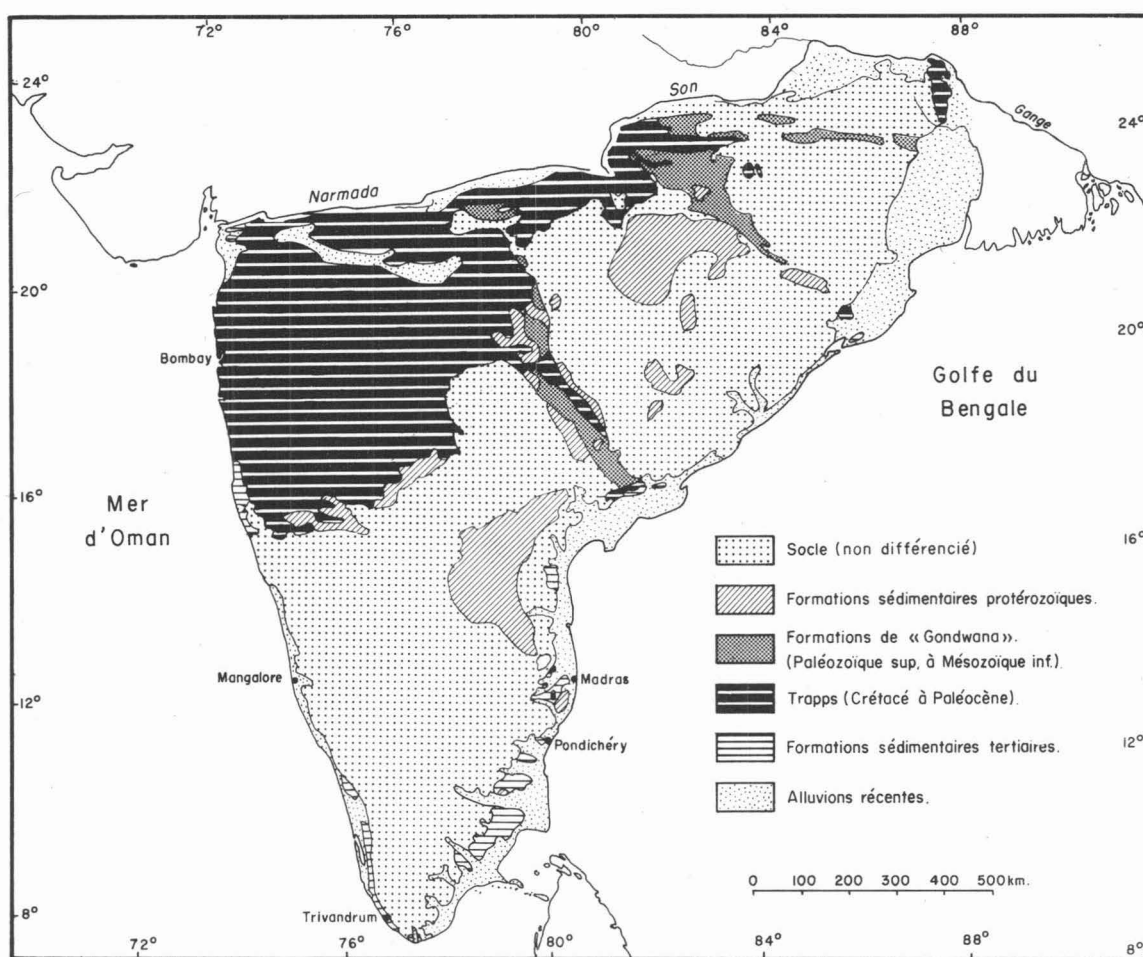 72° 76° 80° 84° 88°
24°
Son
Gange
24°
Narmada
20°
20°
Bombay
Golfe du
Bengale
16°
Mer
d'Oman
16°
Socle (non différencié)
Formations sédimentaires protérozoïques.
Formations de « Gondwana ».
(Paléozoïque sup, à Mésozoïque inf.)
Mangalore
Madras
Trapps (Crétacé à Paléocène).
12°
12°
Pondichéry
Formations sédimentaires tertiaires.
Alluvions récentes.
0 100 200 300 400 500 km.
8°
Trivandrum
72° 76° 80° 84° 88° 8°